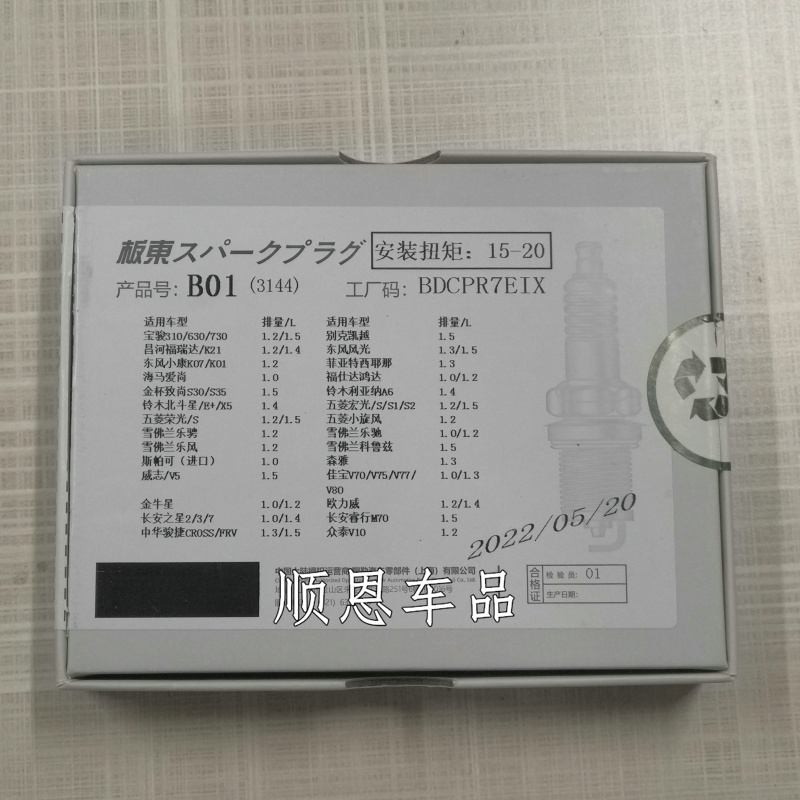 板東スパークプラグ 安装扭矩: 15-20
产品号: B01 (3144) 工厂码: BDCPR7EIX
适用车型 排量/L 适用车型 排量/L
宝骏310/630/730 1.2/1.5 别克凯越 1.5
昌河福瑞达/K21 1.2/1.4 东风风光 1.3/1.5
东风小康K07/K01 1.2 菲亚特西耶那 1.3
海马爱尚 1.0 福仕达鸿达 1.0/1.2
金杯致尚S30/S35 1.5 铃木利亚纳A6 1.4
铃木北斗星/E+/X5 1.4 五菱宏光/S/S1/S2 1.2/1.5
五菱荣光/S 1.2/1.5 五菱小旋风 1.2
雪佛兰乐骋 1.2 雪佛兰乐驰 1.0/1.2
雪佛兰乐风 1.2 雪佛兰科鲁兹 1.5
斯帕可(进口) 1.0 森雅 1.3
威志/V5 1.5 佳宝V70/V75/V77/ 1.0/1.3
V80
金牛星 1.0/1.2 欧力威 1.2/1.4
长安之星2/3/7 1.0/1.4 长安睿行M70 1.5
中华骏捷CROSS/FRV 1.3/1.5 众泰V10 1.2
2022/05/20
合格证 检验员: 01
生产日期:
顺恩车品